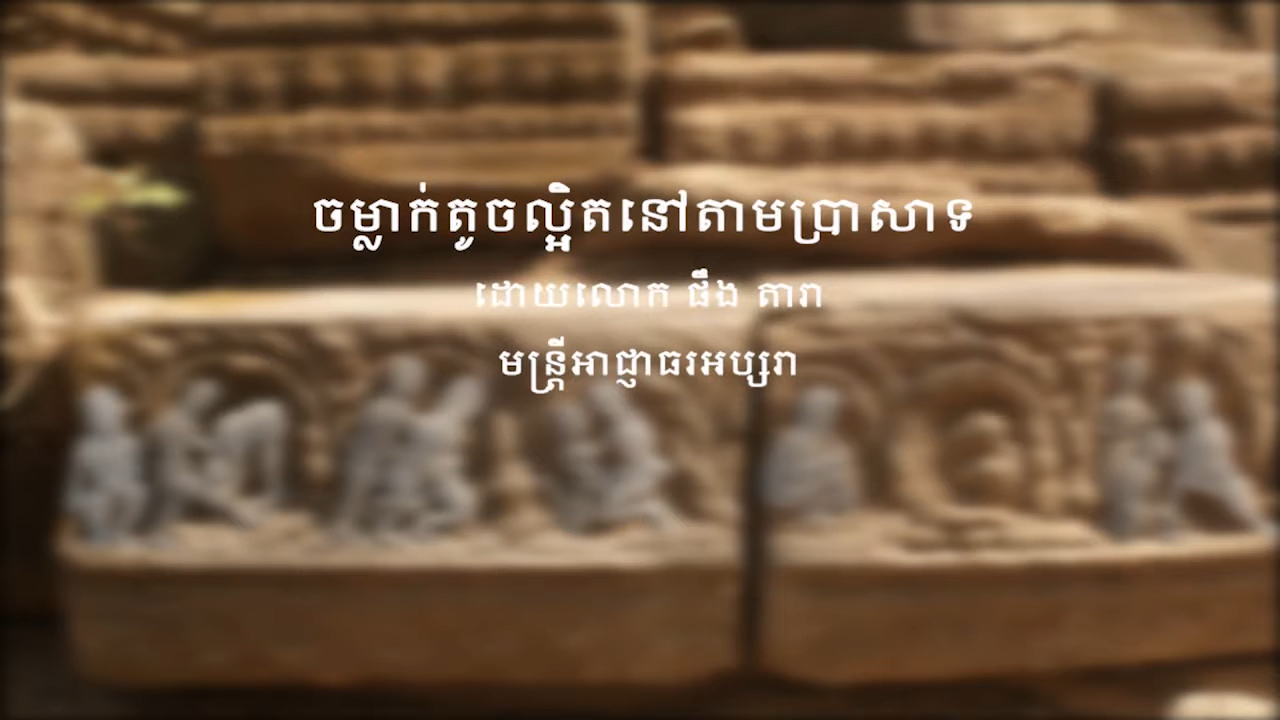 ចម្លាក់តូចល្អិតនៅតាមប្រាសាទ
ដោយលោក ផឹង តារា
មន្ត្រីអាជ្ញាធរអប្សរា